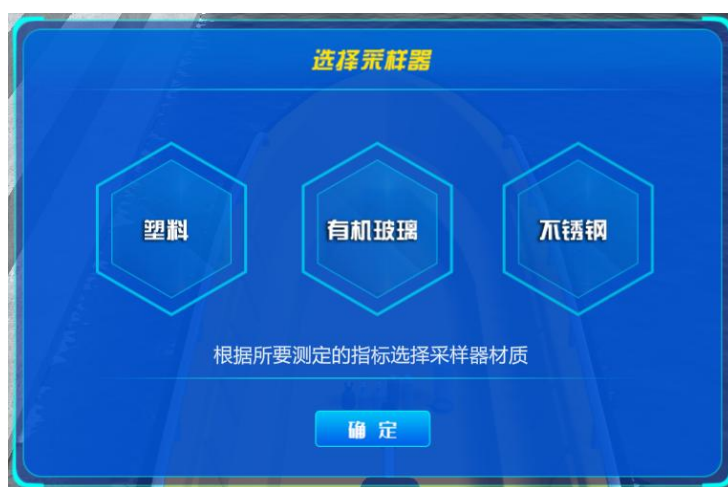 选择采样器
塑料
有机玻璃
不锈钢
根据所要测定的指标选择采样器材质
确定